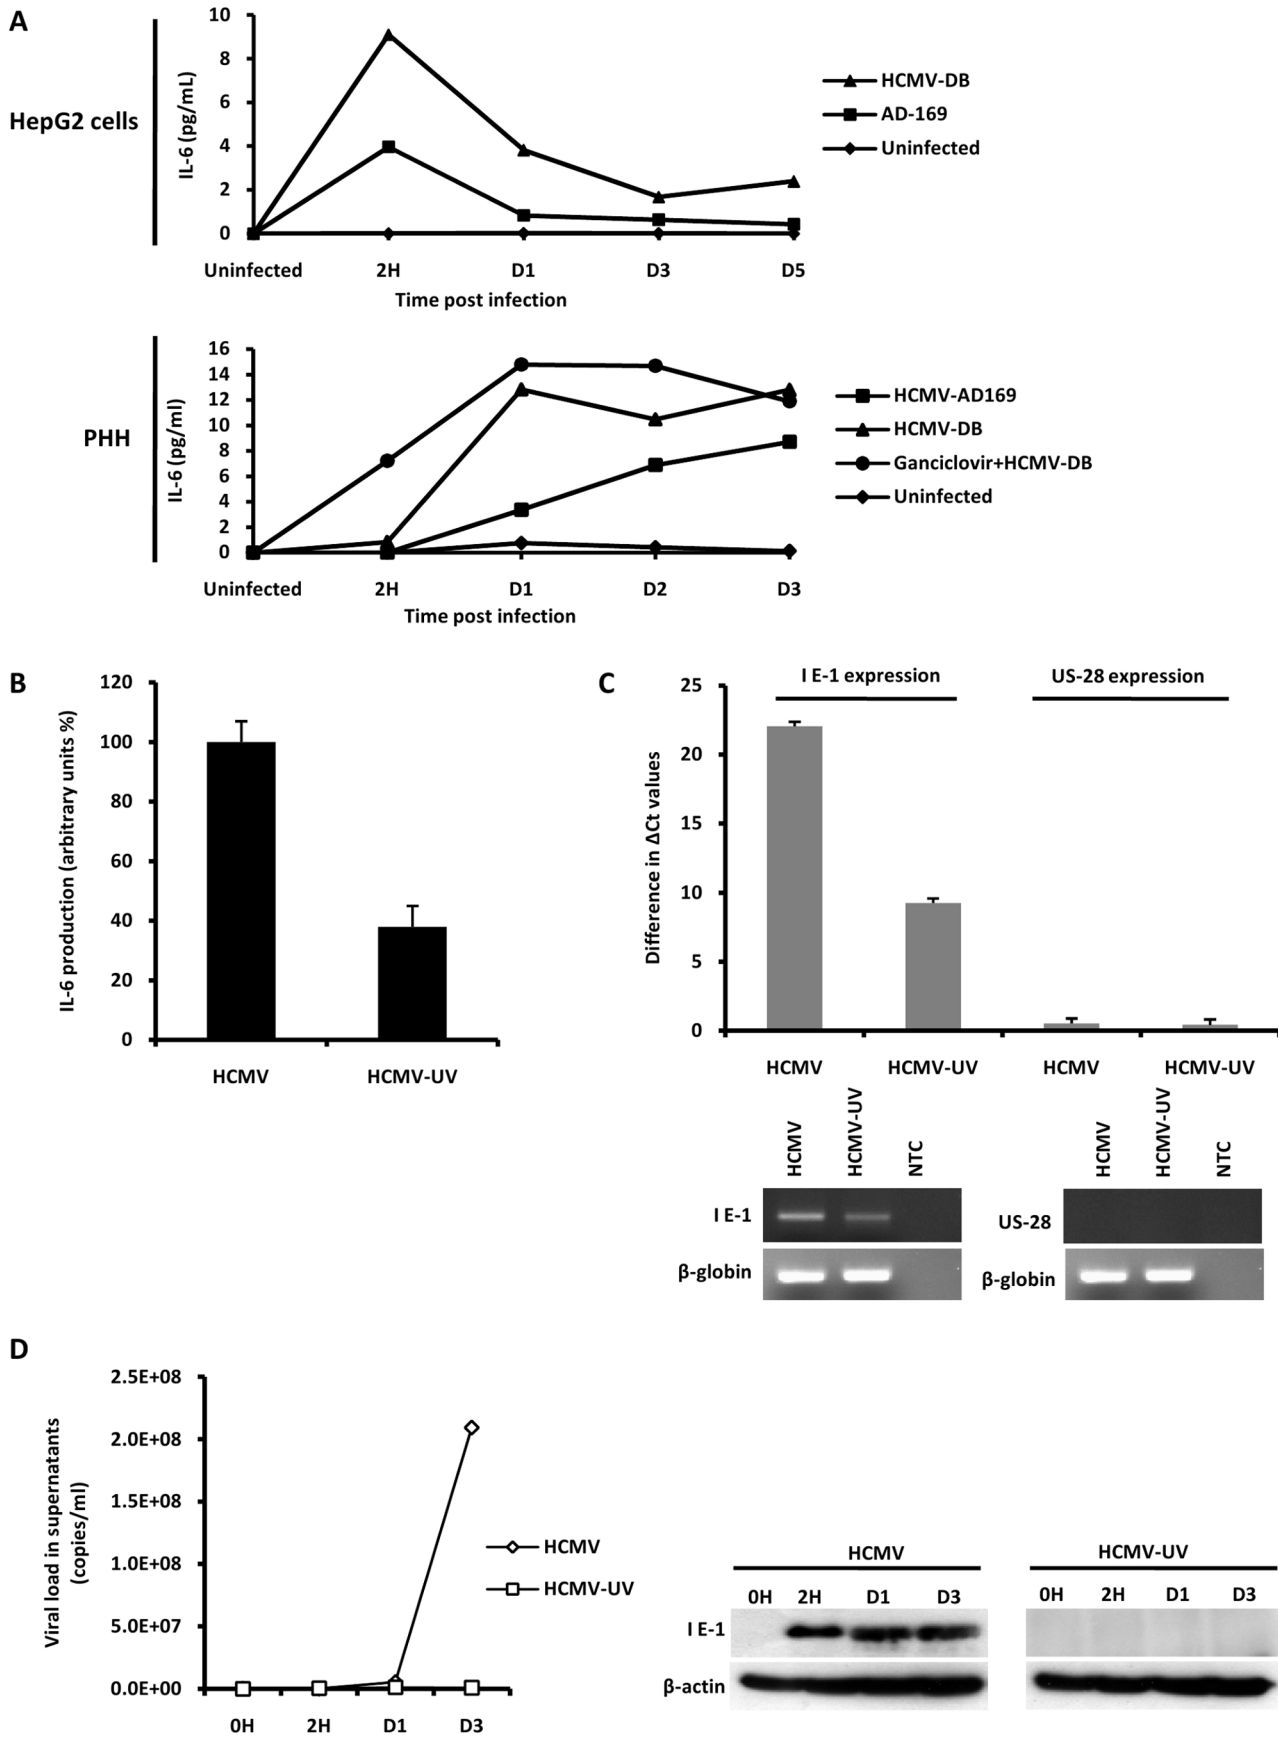 A
HepG2 cells
IL-6 (pg/mL)
10
8
6
4
2
0
Uninfected 2H D1 D3 D5
Time post infection
HCMV-DB
AD-169
Uninfected
PHH
IL-6 (pg/ml)
16
14
12
10
8
6
4
2
0
Uninfected 2H D1 D2 D3
Time post infection
HCMV-AD169
HCMV-DB
Ganciclovir+HCMV-DB
Uninfected
B
IL-6 production (arbitrary units %)
120
100
80
60
40
20
0
HCMV HCMV-UV
C
I E-1 expression US-28 expression
Difference in ΔCt values
25
20
15
10
5
0
HCMV HCMV-UV HCMV HCMV-UV
HCMV HCMV-UV NTC
I E-1
β-globin
HCMV HCMV-UV NTC
US-28
β-globin
D
Viral load in supernatants
(copies/ml)
2.5E+08
2.0E+08
1.5E+08
1.0E+08
5.0E+07
0.0E+00
0H 2H D1 D3
HCMV
HCMV-UV
HCMV HCMV-UV
0H 2H D1 D3 0H 2H D1 D3
I E-1
β-actin